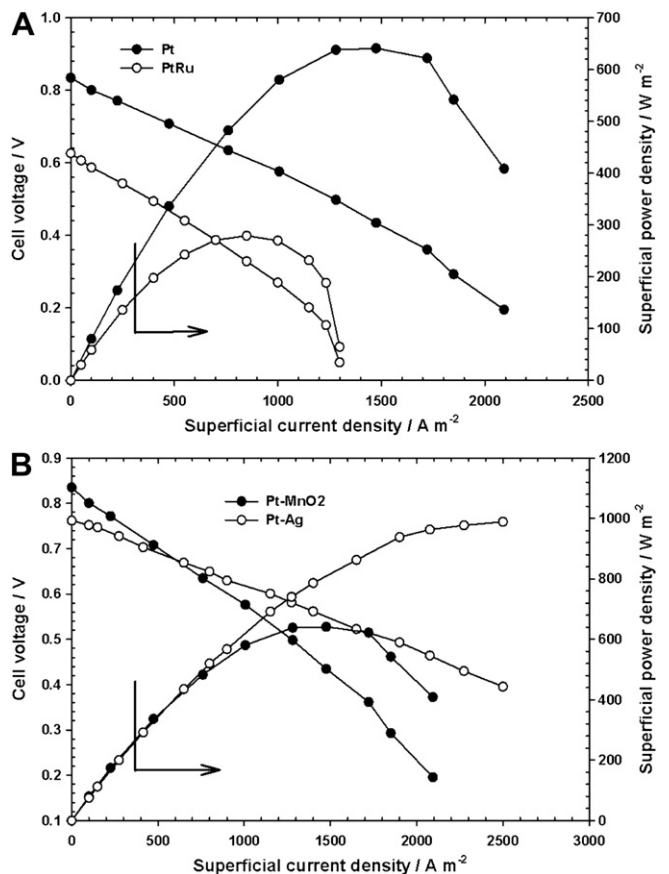 A
Pt
PtRu
1.0
0.8
0.6
0.4
0.2
0.0
Cell voltage / V
700
600
500
400
300
200
100
0
Superficial power density / W m-2
0 500 1000 1500 2000 2500
Superficial current density / A m-2
B
Pt-MnO2
Pt-Ag
0.9
0.8
0.7
0.6
0.5
0.4
0.3
0.2
0.1
Cell voltage / V
1200
1000
800
600
400
200
0
Superficial power density / W m-2
0 500 1000 1500 2000 2500 3000
Superficial current density / A m-2